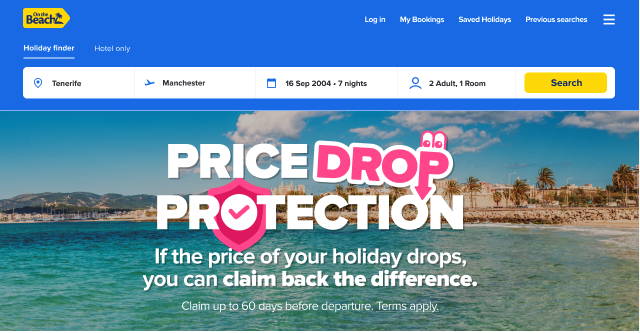 On the
Beach
Log in
My Bookings
Saved Holidays
Previous searches
Holiday finder
Hotel only
Tenerife
Manchester
16 Sep 2004 • 7 nights
2 Adult, 1 Room
Search
PRICE DROP
PROTECTION
If the price of your holiday drops,
you can claim back the difference.
Claim up to 60 days before departure. Terms apply.